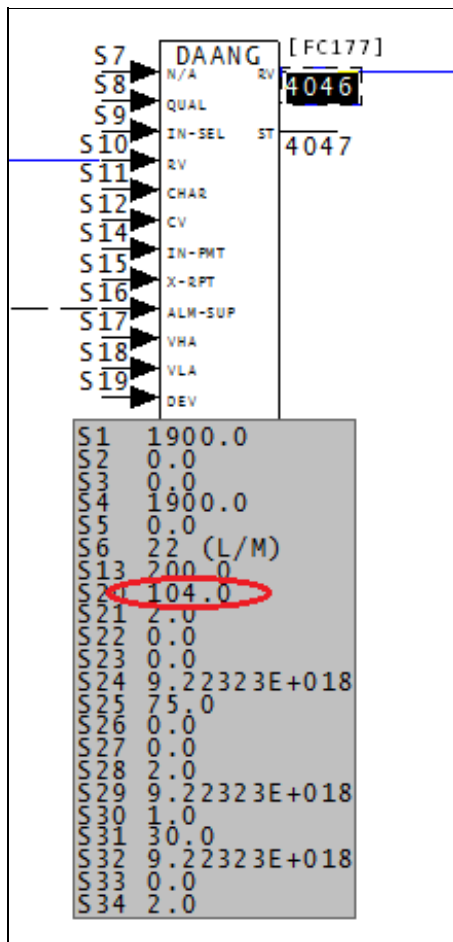 S7 DAANG [FC177]
N/A RV 4046
S8 QUAL
S9 IN-SEL ST 4047
S10 RV
S11 CHAR
S12 CV
S14 IN-PMT
S15 X-RPT
S16 ALM-SUP
S17 VHA
S18 VLA
S19 DEV
S1 1900.0
S2 0.0
S3 0.0
S4 1900.0
S5 0.0
S6 22 (L/M)
S13 200.0
S20 104.0
S21 2.0
S22 0.0
S23 0.0
S24 9.22323E+018
S25 75.0
S26 0.0
S27 0.0
S28 2.0
S29 9.22323E+018
S30 1.0
S31 30.0
S32 9.22323E+018
S33 0.0
S34 2.0